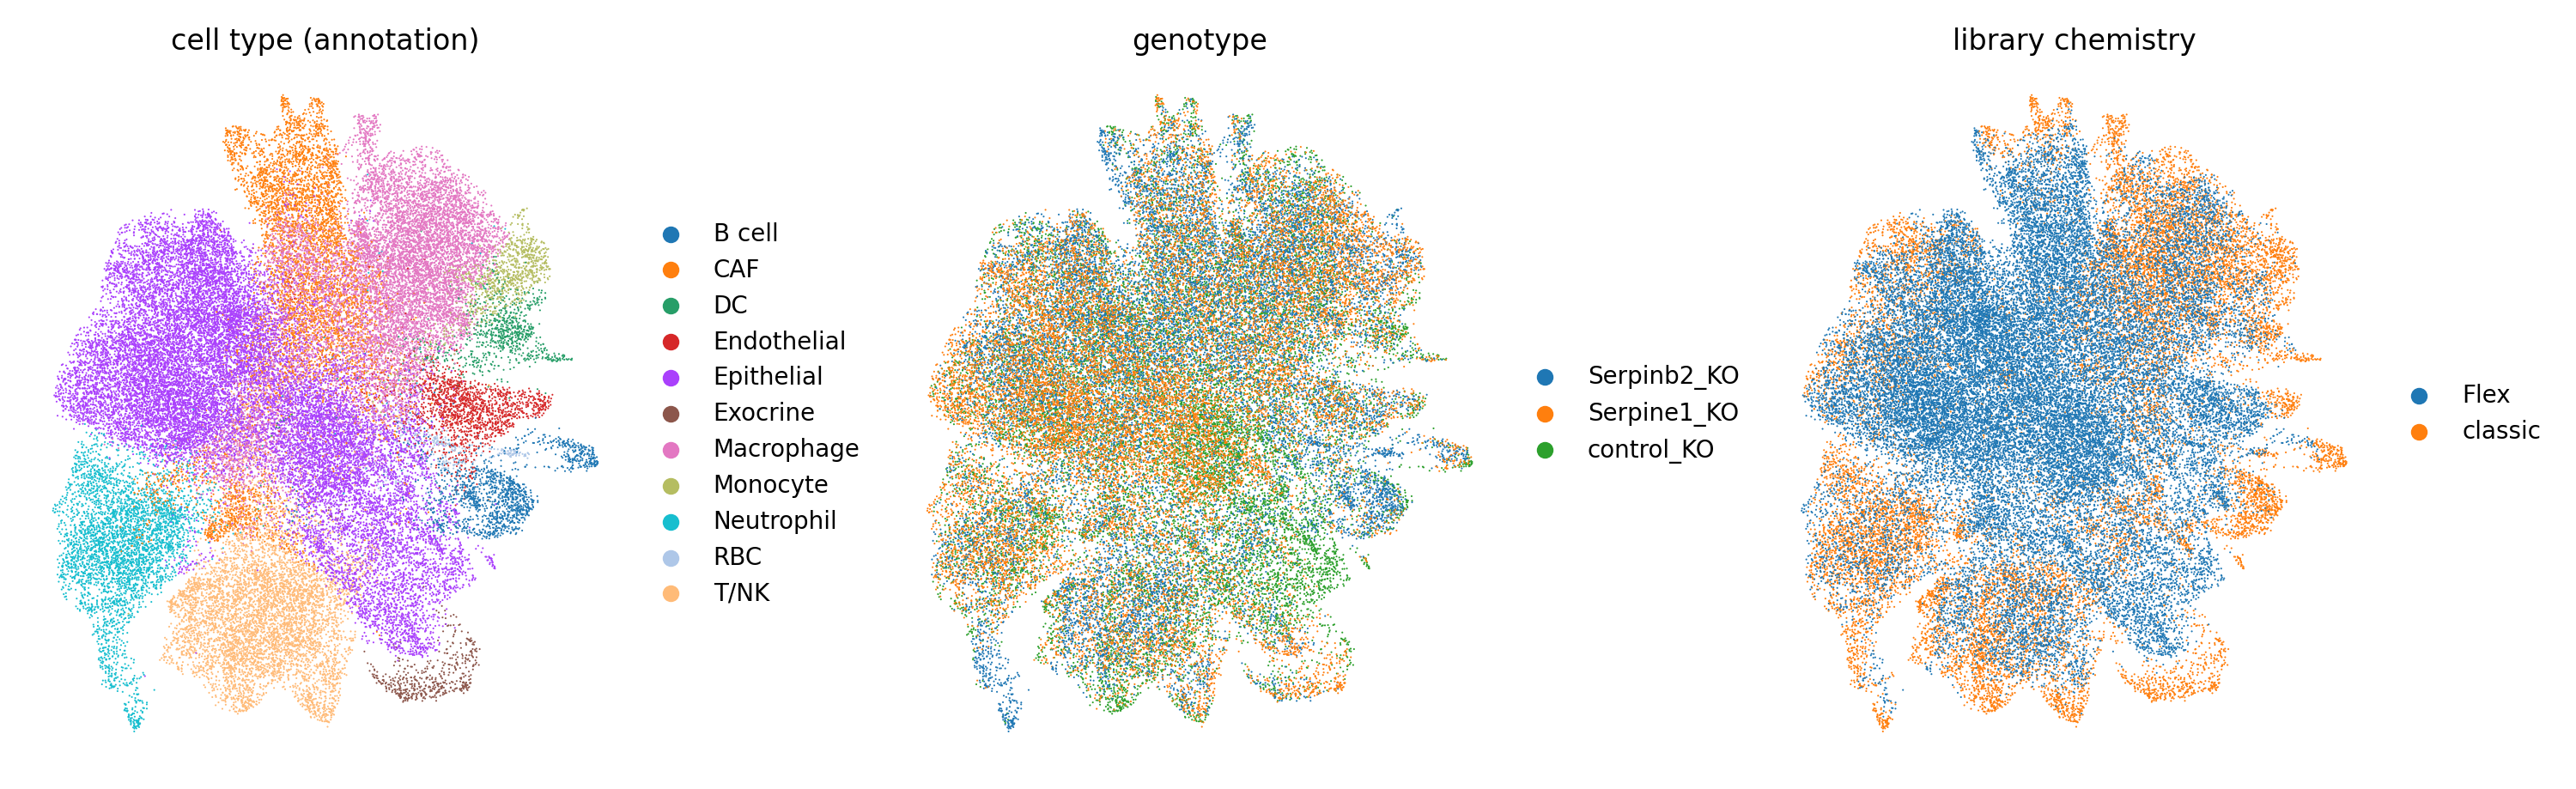 cell type (annotation)
B cell
CAF
DC
Endothelial
Epithelial
Exocrine
Macrophage
Monocyte
Neutrophil
RBC
T/NK
genotype
Serpinb2_KO
Serpine1_KO
control_KO
library chemistry
Flex
classic